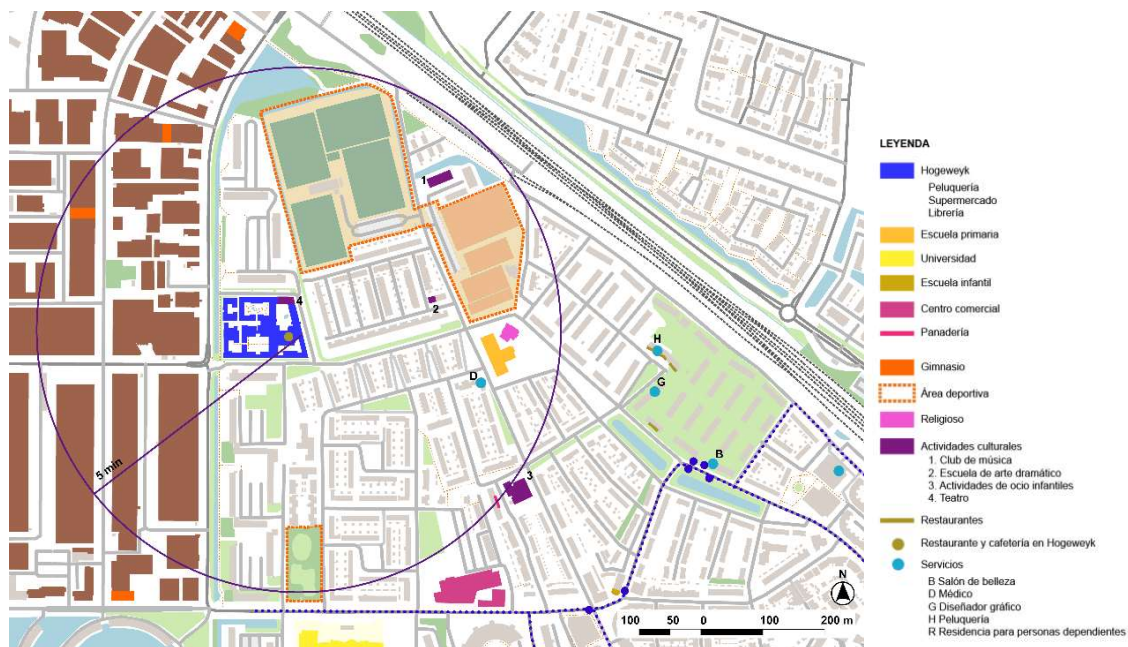 1
2
4
5 min
D
3
H
G
B
N
100 50 0 100 200 m
LEYENDA
Hogeweyk
Peluquería
Supermercado
Librería
Escuela primaria
Universidad
Escuela infantil
Centro comercial
Panadería
Gimnasio
Área deportiva
Religioso
Actividades culturales
1. Club de música
2. Escuela de arte dramático
3. Actividades de ocio infantiles
4. Teatro
Restaurantes
Restaurante y cafetería en Hogeweyk
Servicios
B Salón de belleza
D Médico
G Diseñador gráfico
H Peluquería
R Residencia para personas dependientes